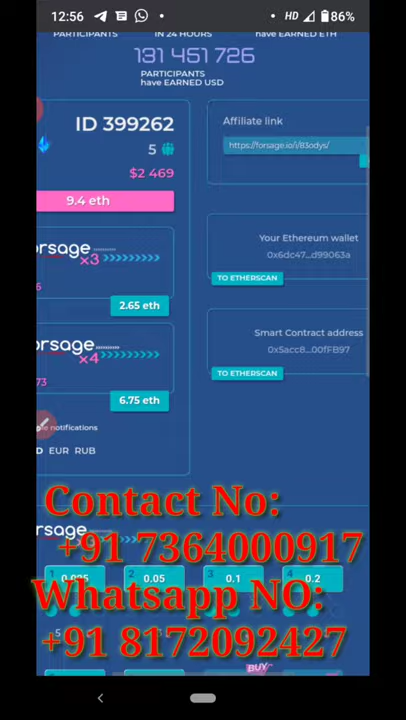 12:56
HD
86%
PARTICIPANTS
IN 24 HOURS
have EARNED ETH
131 451 726
PARTICIPANTS
have EARNED USD
ID 399262
5
$2 469
9.4 eth
orsage
x3
2.65 eth
orsage
x4
73
6.75 eth
notifications
EUR RUB
Affiliate link
https://forsage.io/i/83odys/
Your Ethereum wallet
0x6dc47...d99063a
TO ETHERSCAN
Smart Contract address
0x5acc8...00fFB97
TO ETHERSCAN
Contact No:
+91 7364000917
Whatsapp NO:
+91 8172092427
rsage
1
0.025
2
0.05
3
0.1
4
0.2
BUY